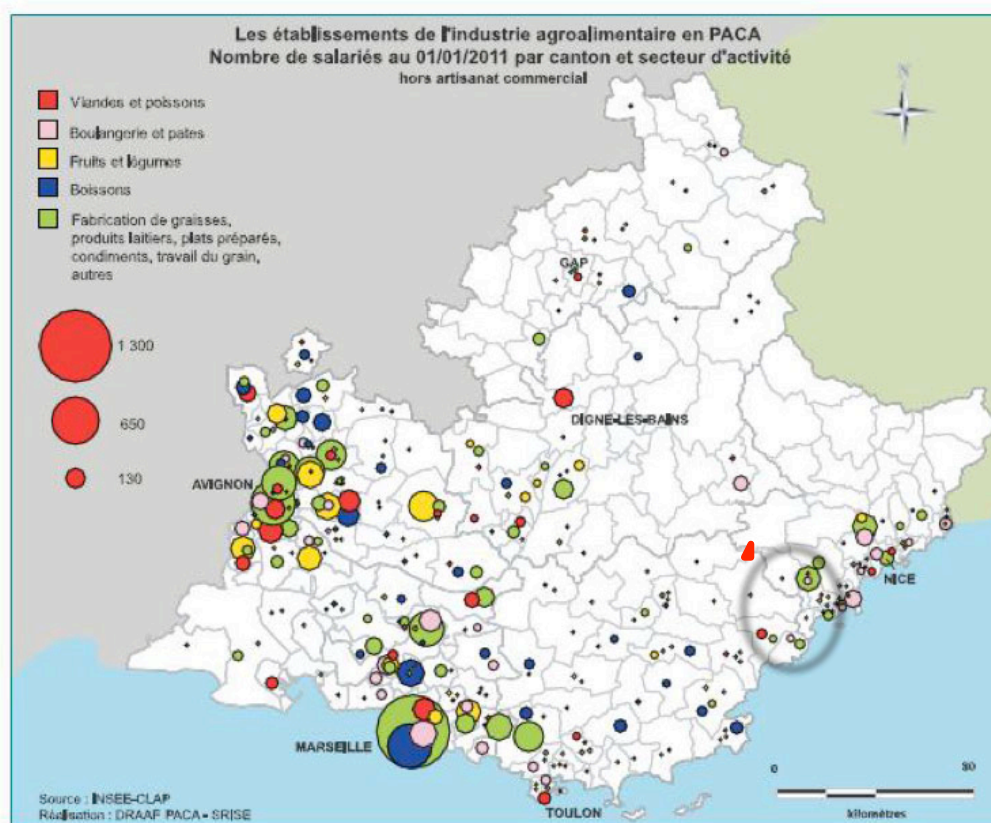 Les établissements de l'industrie agroalimentaire en PACA
Nombre de salariés au 01/01/2011 par canton et secteur d'activité
hors artisanat commercial
N
Viandes et poissons
Boulangerie et pates
Fruits et légumes
Boissons
Fabrication de graisses,
produits laitiers, plats préparés,
condiments, travail du grain,
autres
1 300
650
130
GAP
DIGNE-LES-BAINS
AVIGNON
NICE
MARSEILLE
TOULON
0 30
kilomètres
Source : INSEE-CLAP
Réalisation : DRAAF PACA - SRISE